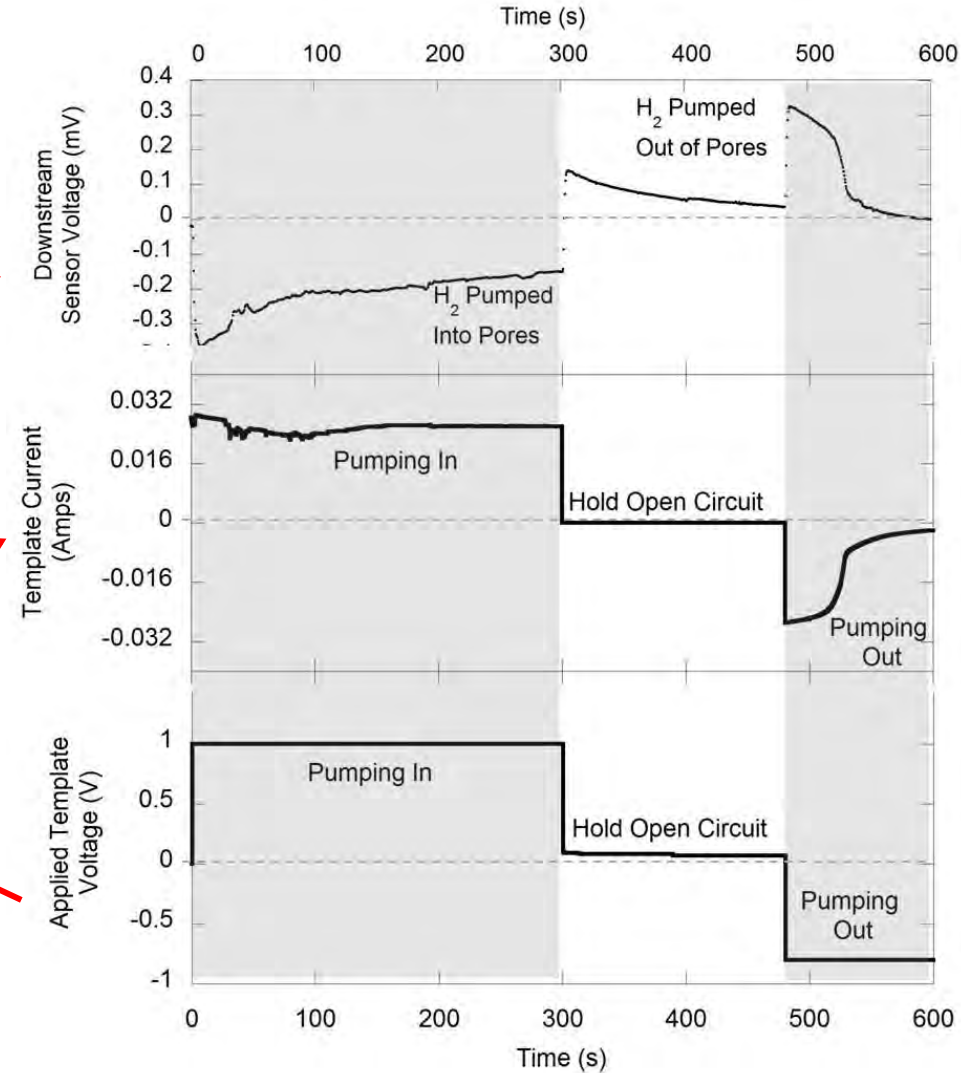 Time (s)
0 100 200 300 400 500 600
Downstream
Sensor Voltage (mV)
0.4
0.3
0.2
0.1
0
-0.1
-0.2
-0.3
H2 Pumped
Out of Pores
H2 Pumped
Into Pores
Template Current
(Amps)
0.032
0.016
0
-0.016
-0.032
Pumping In
Hold Open Circuit
Pumping
Out
Applied Template
Voltage (V)
1
0.5
0
-0.5
-1
Pumping In
Hold Open Circuit
Pumping
Out
0 100 200 300 400 500 600
Time (s)